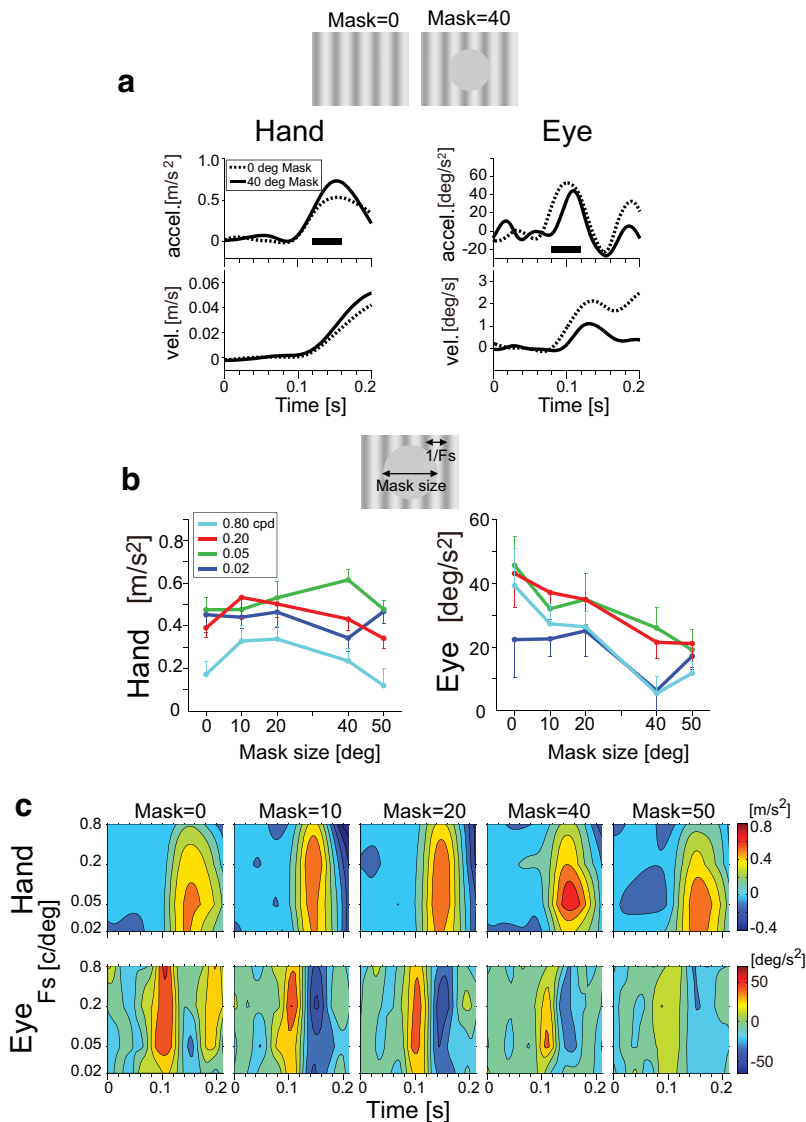 Mask=0 Mask=40
a
Hand Eye
0 deg Mask
40 deg Mask
accel.[m/s²]
1.0
0.5
0
accel.[deg/s²]
60
40
20
0
-20
vel. [m/s]
0.06
0.04
0.02
0
vel.[deg/s]
3
2
1
0
0 0.1 0.2
Time [s]
0 0.1 0.2
Time [s]
b
1/Fs
Mask size
Hand [m/s²]
0.8
0.6
0.4
0.2
0
0.80 cpd
0.20
0.05
0.02
0 10 20 40 50
Mask size [deg]
Eye [deg/s²]
60
40
20
0
0 10 20 40 50
Mask size [deg]
c
Mask=0 Mask=10 Mask=20 Mask=40 Mask=50
Hand
0.8
0.2
0.05
0.02
[m/s²]
0.8
0.4
0
-0.4
Eye
Fs [c/deg]
0.8
0.2
0.05
0.02
[deg/s²]
50
0
-50
0 0.1 0.2 0 0.1 0.2 0 0.1 0.2 0 0.1 0.2 0 0.1 0.2
Time [s]